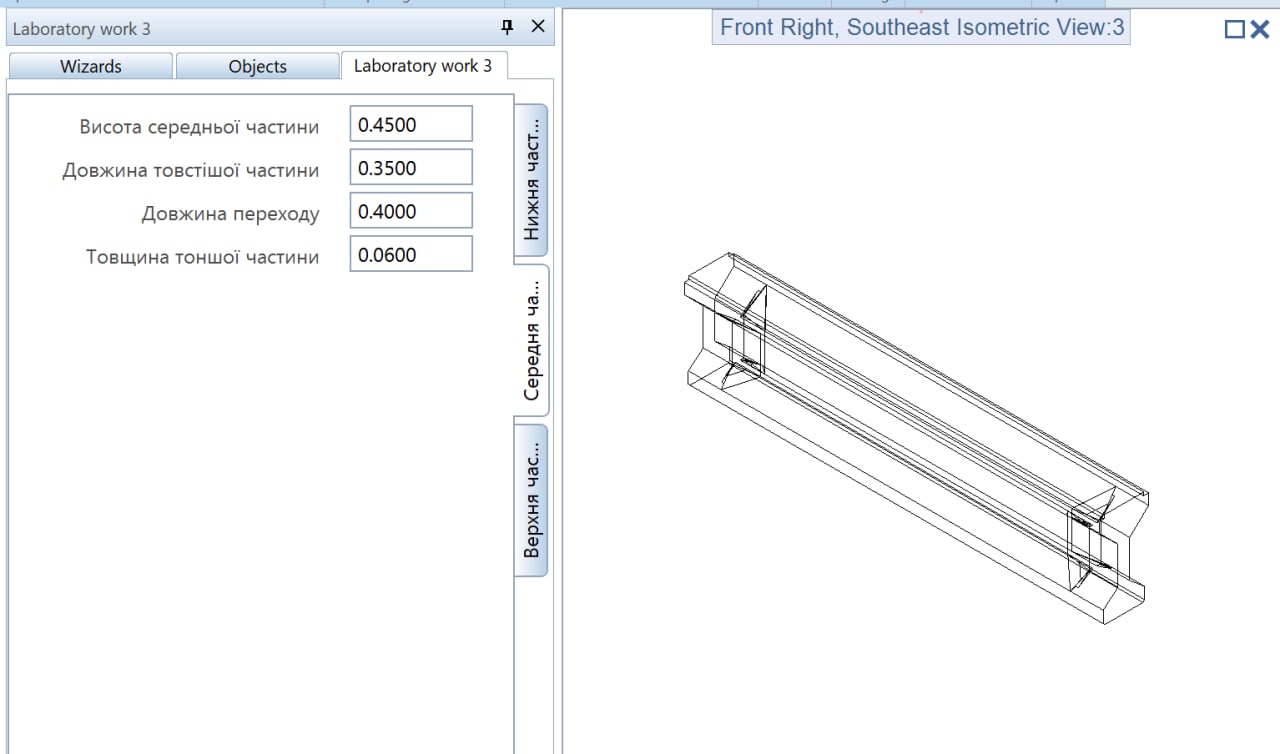 Laboratory work 3
Front Right, Southeast Isometric View:3
Wizards
Objects
Laboratory work 3
Висота середньої частини
0.4500
Довжина товстішої частини
0.3500
Довжина переходу
0.4000
Товщина тоншої частини
0.0600
Нижня част...
Середня ча...
Верхня час...